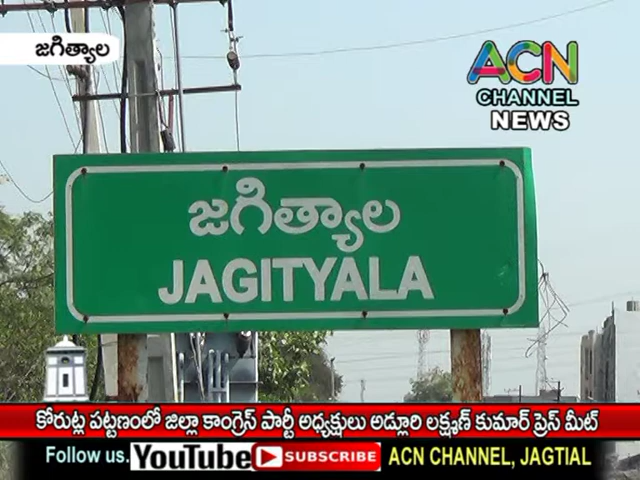 జగిత్యాల
ACN
CHANNEL
NEWS
జగిత్యాల
JAGITYALA
కోరుట్ల పట్టణంలో జిల్లా కాంగ్రెస్ పార్టీ అధ్యక్షులు అడ్లూరి లక్ష్మణ్ కుమార్ ప్రెస్ మీట్
Follow us. YouTube SUBSCRIBE ACN CHANNEL, JAGTIAL